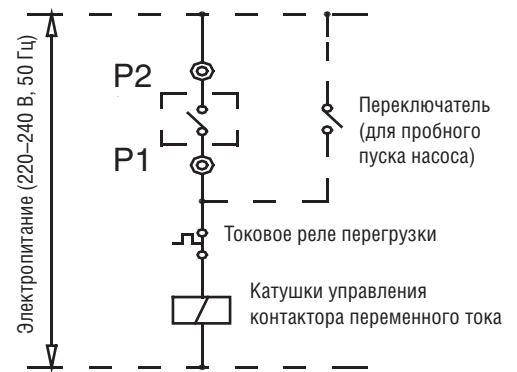 Электропитание (220–240 В, 50 Гц)
P2
P1
Переключатель
(для пробного
пуска насоса)
Токовое реле перегрузки
Катушки управления
контактора переменного тока